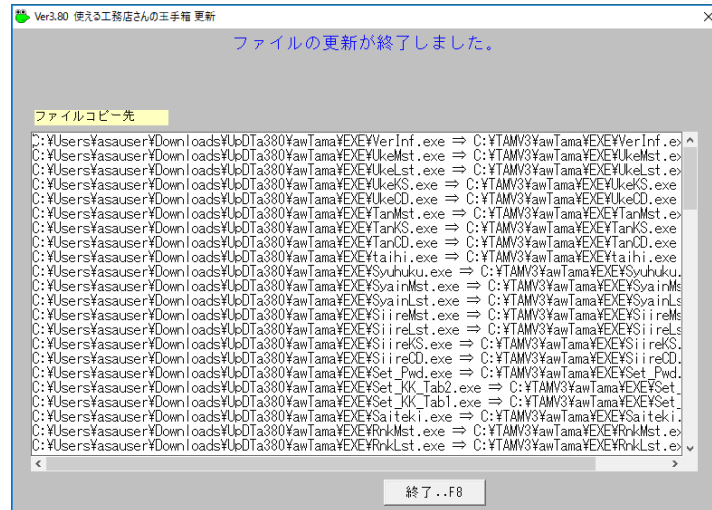 Ver3.80 使える工務店さんの玉手箱 更新
ファイルの更新が終了しました。
ファイルコピー先
C:¥Users¥asauser¥Downloads¥UpDTa380¥awTama¥EXE¥VerInf.exe ⇒ C:¥TAMV3¥awTama¥EXE¥VerInf.ex
C:¥Users¥asauser¥Downloads¥UpDTa380¥awTama¥EXE¥UkeMst.exe ⇒ C:¥TAMV3¥awTama¥EXE¥UkeMst.ex
C:¥Users¥asauser¥Downloads¥UpDTa380¥awTama¥EXE¥UkeLst.exe ⇒ C:¥TAMV3¥awTama¥EXE¥UkeLst.ex
C:¥Users¥asauser¥Downloads¥UpDTa380¥awTama¥EXE¥UkeKS.exe ⇒ C:¥TAMV3¥awTama¥EXE¥UkeKS.exe
C:¥Users¥asauser¥Downloads¥UpDTa380¥awTama¥EXE¥UkeCD.exe ⇒ C:¥TAMV3¥awTama¥EXE¥UkeCD.exe
C:¥Users¥asauser¥Downloads¥UpDTa380¥awTama¥EXE¥TanMst.exe ⇒ C:¥TAMV3¥awTama¥EXE¥TanMst.ex
C:¥Users¥asauser¥Downloads¥UpDTa380¥awTama¥EXE¥TanKS.exe ⇒ C:¥TAMV3¥awTama¥EXE¥TanKS.exe
C:¥Users¥asauser¥Downloads¥UpDTa380¥awTama¥EXE¥TanCD.exe ⇒ C:¥TAMV3¥awTama¥EXE¥TanCD.exe
C:¥Users¥asauser¥Downloads¥UpDTa380¥awTama¥EXE¥taihi.exe ⇒ C:¥TAMV3¥awTama¥EXE¥taihi.exe
C:¥Users¥asauser¥Downloads¥UpDTa380¥awTama¥EXE¥Syuhuku.exe ⇒ C:¥TAMV3¥awTama¥EXE¥Syuhuku.
C:¥Users¥asauser¥Downloads¥UpDTa380¥awTama¥EXE¥SyainMst.exe ⇒ C:¥TAMV3¥awTama¥EXE¥SyainMs
C:¥Users¥asauser¥Downloads¥UpDTa380¥awTama¥EXE¥SyainLst.exe ⇒ C:¥TAMV3¥awTama¥EXE¥SyainLs
C:¥Users¥asauser¥Downloads¥UpDTa380¥awTama¥EXE¥SiireMst.exe ⇒ C:¥TAMV3¥awTama¥EXE¥SiireMs
C:¥Users¥asauser¥Downloads¥UpDTa380¥awTama¥EXE¥SiireLst.exe ⇒ C:¥TAMV3¥awTama¥EXE¥SiireLs
C:¥Users¥asauser¥Downloads¥UpDTa380¥awTama¥EXE¥SiireKS.exe ⇒ C:¥TAMV3¥awTama¥EXE¥SiireKS.
C:¥Users¥asauser¥Downloads¥UpDTa380¥awTama¥EXE¥SiireCD.exe ⇒ C:¥TAMV3¥awTama¥EXE¥SiireCD.
C:¥Users¥asauser¥Downloads¥UpDTa380¥awTama¥EXE¥Set_Pwd.exe ⇒ C:¥TAMV3¥awTama¥EXE¥Set_Pwd.
C:¥Users¥asauser¥Downloads¥UpDTa380¥awTama¥EXE¥Set_KK_Tab2.exe ⇒ C:¥TAMV3¥awTama¥EXE¥Set_
C:¥Users¥asauser¥Downloads¥UpDTa380¥awTama¥EXE¥Set_KK_Tab1.exe ⇒ C:¥TAMV3¥awTama¥EXE¥Set_
C:¥Users¥asauser¥Downloads¥UpDTa380¥awTama¥EXE¥Saiteki.exe ⇒ C:¥TAMV3¥awTama¥EXE¥Saiteki.
C:¥Users¥asauser¥Downloads¥UpDTa380¥awTama¥EXE¥RnkMst.exe ⇒ C:¥TAMV3¥awTama¥EXE¥RnkMst.ex
C:¥Users¥asauser¥Downloads¥UpDTa380¥awTama¥EXE¥RnkLst.exe ⇒ C:¥TAMV3¥awTama¥EXE¥RnkLst.ex
終了..F8